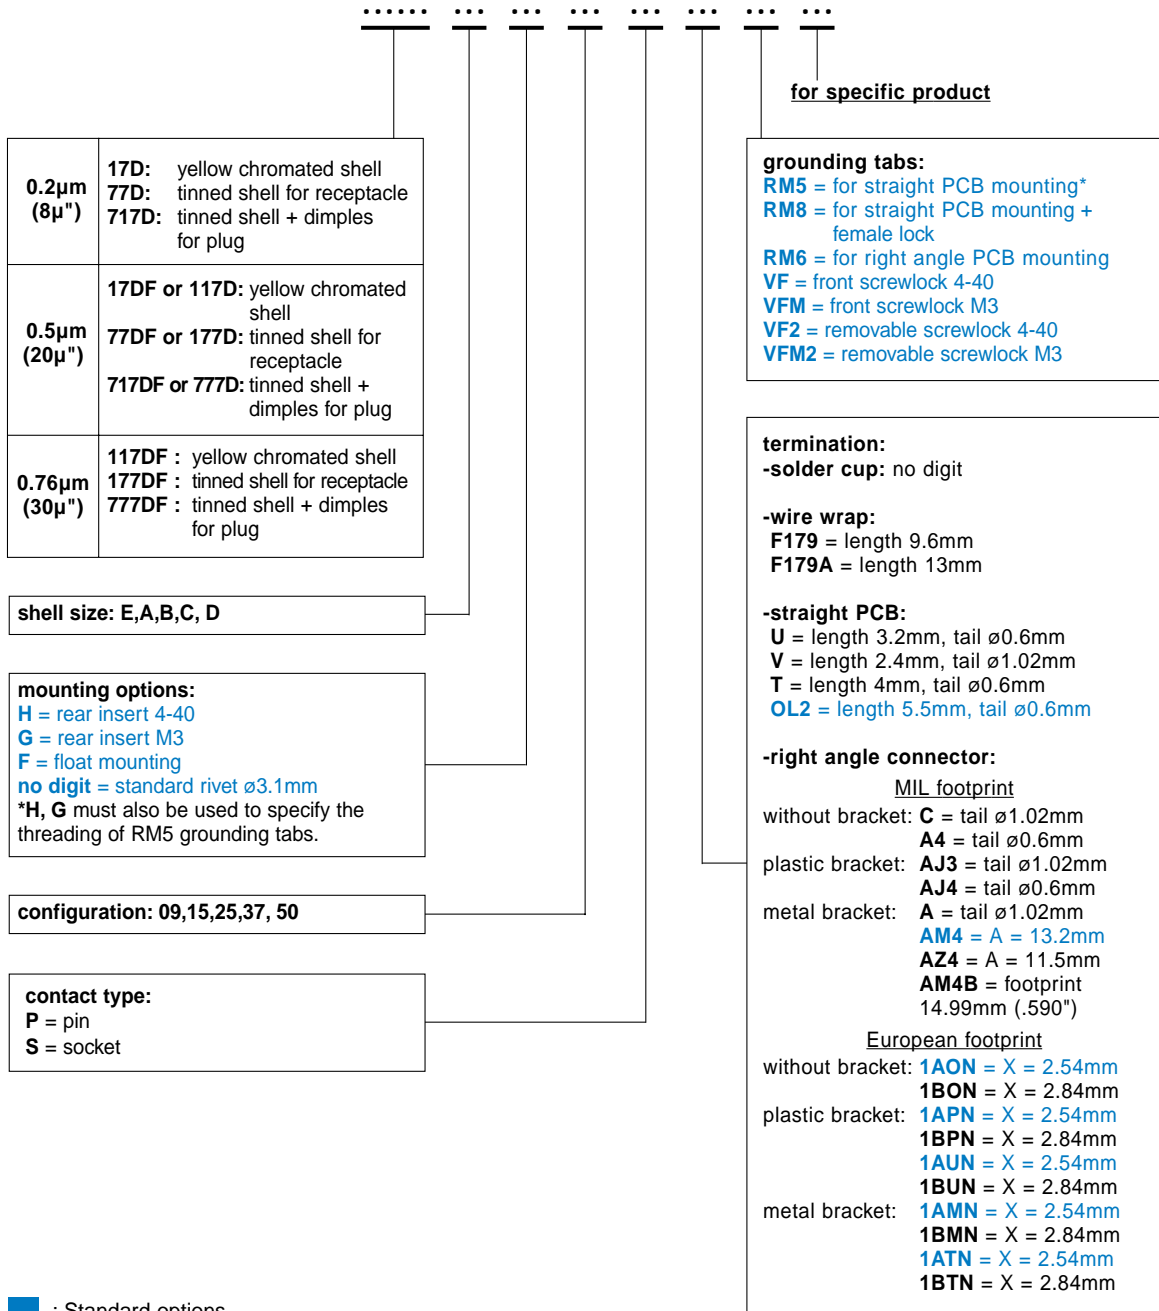 ...... ... ... ... ... ... ... ...
for specific product
0.2µm
(8µ")
17D: yellow chromated shell
77D: tinned shell for receptacle
717D: tinned shell + dimples
for plug
0.5µm
(20µ")
17DF or 117D: yellow chromated
shell
77DF or 177D: tinned shell for
receptacle
717DF or 777D: tinned shell +
dimples for plug
0.76µm
(30µ")
117DF : yellow chromated shell
177DF : tinned shell for receptacle
777DF : tinned shell + dimples
for plug
shell size: E,A,B,C, D
mounting options:
H = rear insert 4-40
G = rear insert M3
F = float mounting
no digit = standard rivet ø3.1mm
*H, G must also be used to specify the
threading of RM5 grounding tabs.
configuration: 09,15,25,37, 50
contact type:
P = pin
S = socket
grounding tabs:
RM5 = for straight PCB mounting*
RM8 = for straight PCB mounting +
female lock
RM6 = for right angle PCB mounting
VF = front screwlock 4-40
VFM = front screwlock M3
VF2 = removable screwlock 4-40
VFM2 = removable screwlock M3
termination:
-solder cup: no digit
-wire wrap:
F179 = length 9.6mm
F179A = length 13mm
-straight PCB:
U = length 3.2mm, tail ø0.6mm
V = length 2.4mm, tail ø1.02mm
T = length 4mm, tail ø0.6mm
OL2 = length 5.5mm, tail ø0.6mm
-right angle connector:
MIL footprint
without bracket: C = tail ø1.02mm
A4 = tail ø0.6mm
plastic bracket: AJ3 = tail ø1.02mm
AJ4 = tail ø0.6mm
metal bracket: A = tail ø1.02mm
AM4 = A = 13.2mm
AZ4 = A = 11.5mm
AM4B = footprint
14.99mm (.590")
European footprint
without bracket: 1AON = X = 2.54mm
1BON = X = 2.84mm
plastic bracket: 1APN = X = 2.54mm
1BPN = X = 2.84mm
1AUN = X = 2.54mm
1BUN = X = 2.84mm
metal bracket: 1AMN = X = 2.54mm
1BMN = X = 2.84mm
1ATN = X = 2.54mm
1BTN = X = 2.84mm
: Standard options